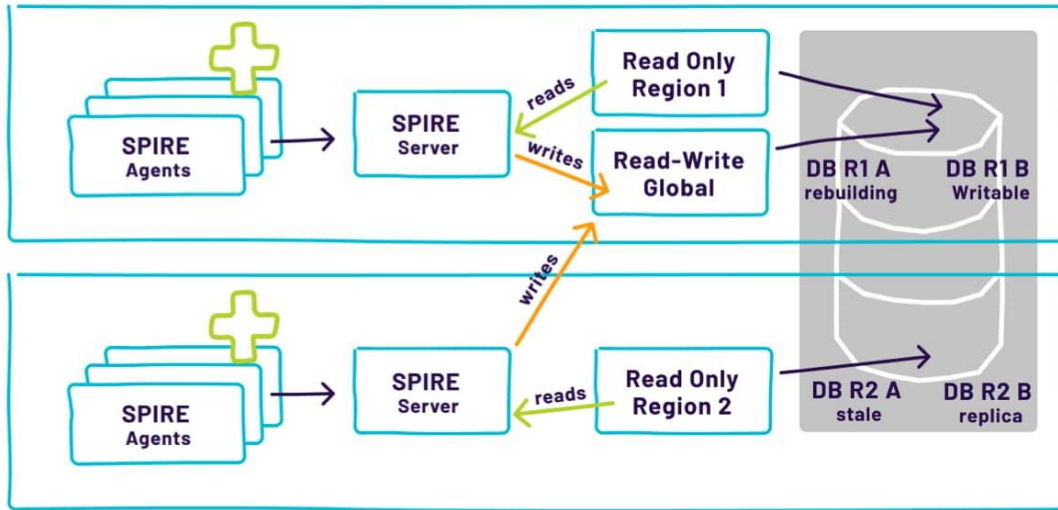 SPIRE
Agents
SPIRE
Server
reads
writes
Read Only
Region 1
Read-Write
Global
DB R1 A
rebuilding
DB R1 B
Writable
writes
SPIRE
Agents
SPIRE
Server
reads
Read Only
Region 2
DB R2 A
stale
DB R2 B
replica